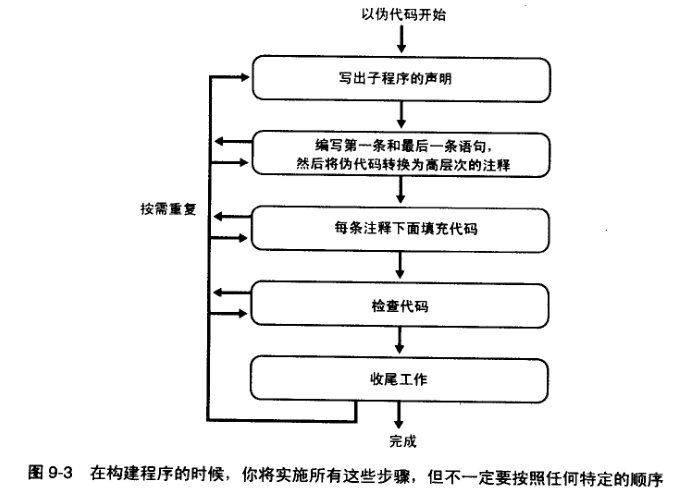 以伪代码开始
写出子程序的声明
编写第一条和最后一条语句,
然后将伪代码转换为高层次的注释
按需重复
每条注释下面填充代码
检查代码
收尾工作
完成
图 9-3 在构建程序的时候,你将实施所有这些步骤,但不一定要按照任何特定的顺序